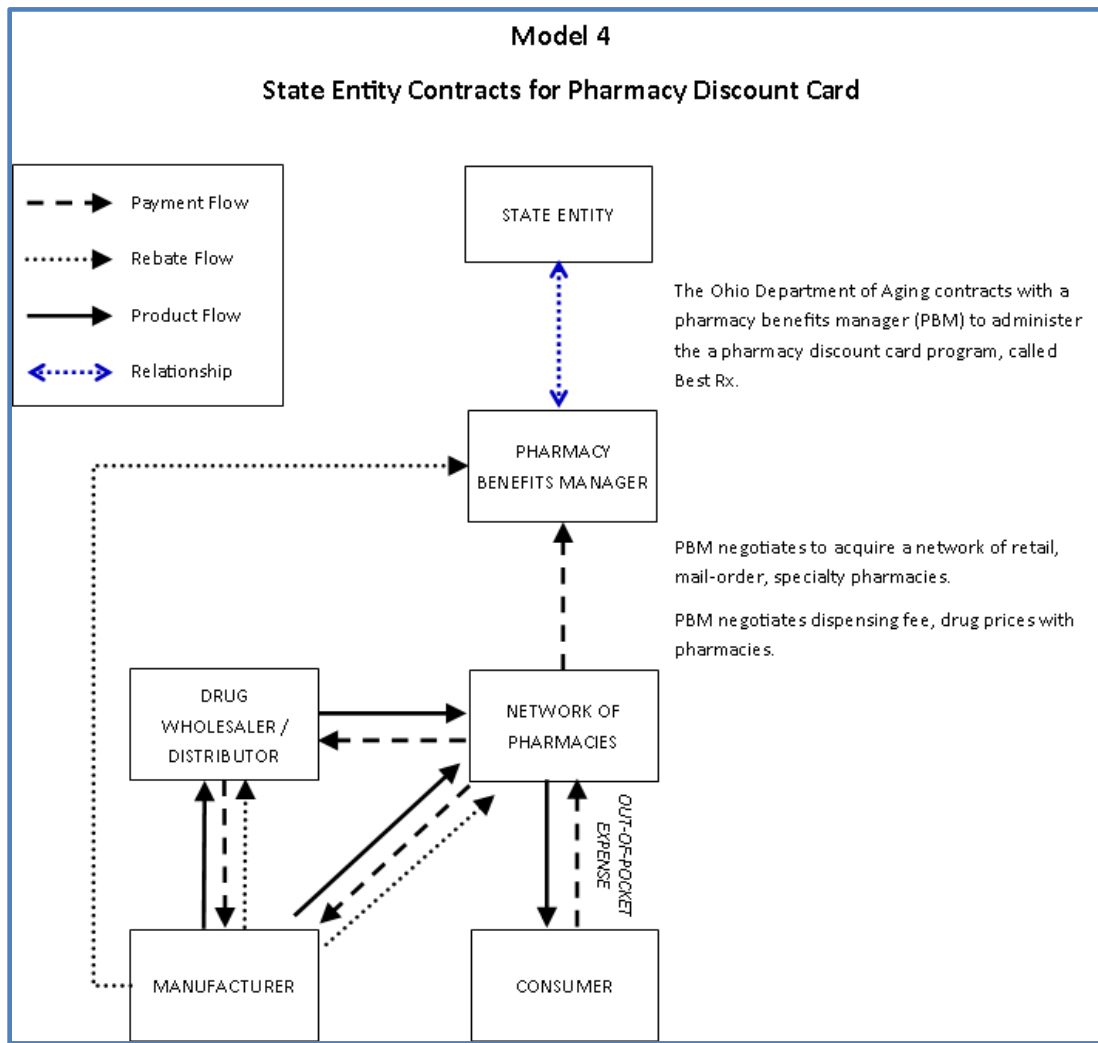 Model 4
State Entity Contracts for Pharmacy Discount Card
Payment Flow
Rebate Flow
Product Flow
Relationship
STATE ENTITY
The Ohio Department of Aging contracts with a
pharmacy benefits manager (PBM) to administer
the a pharmacy discount card program, called
Best Rx.
PHARMACY
BENEFITS MANAGER
PBM negotiates to acquire a network of retail,
mail-order, specialty pharmacies.
PBM negotiates dispensing fee, drug prices with
pharmacies.
DRUG
WHOLESALER /
DISTRIBUTOR
NETWORK OF
PHARMACIES
OUT-OF-POCKET
EXPENSE
MANUFACTURER
CONSUMER